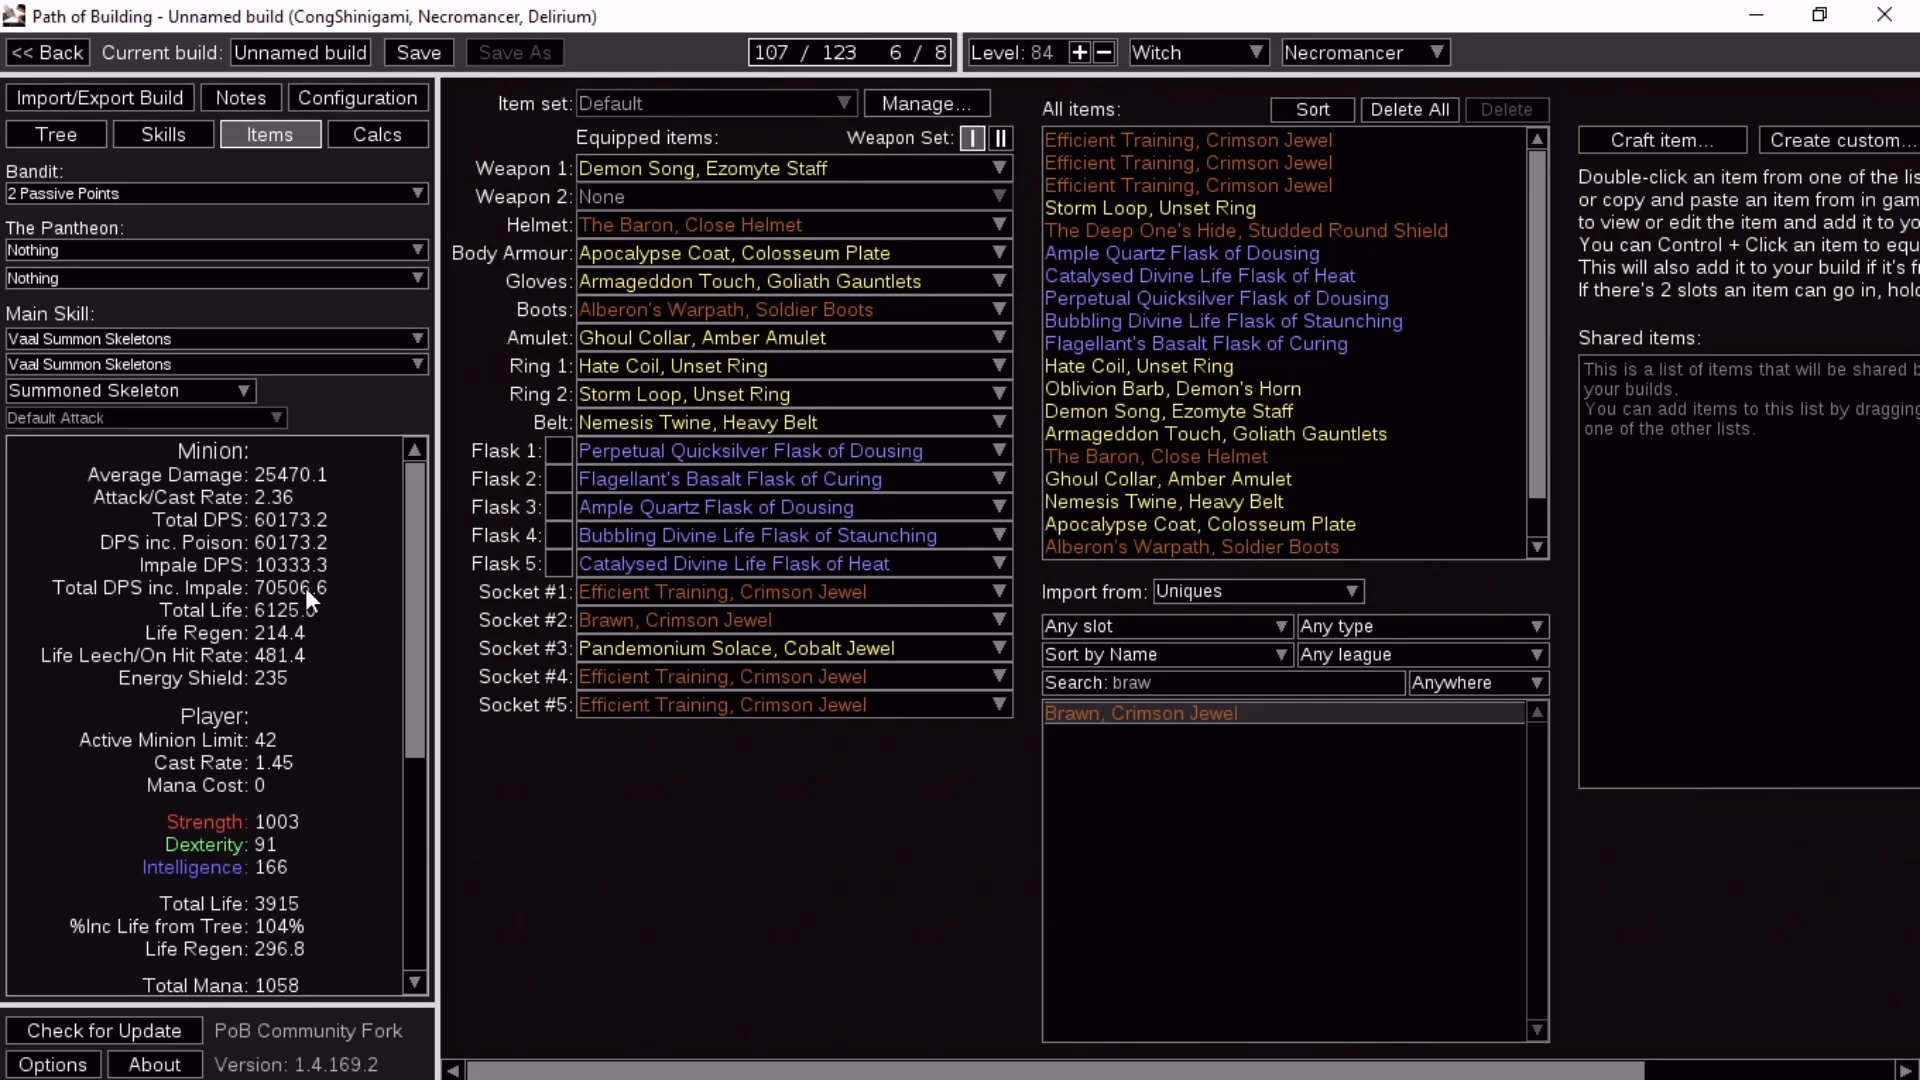 Path of Building - Unnamed build (CongShinigami, Necromancer, Delirium)
<< Back Current build: Unnamed build Save Save As 107 / 123 6 / 8 Level: 84 + − Witch Necromancer
Import/Export Build Notes Configuration
Tree Skills Items Calcs
Bandit:
2 Passive Points
The Pantheon:
Nothing
Nothing
Main Skill:
Vaal Summon Skeletons
Vaal Summon Skeletons
Summoned Skeleton
Default Attack
Minion:
Average Damage: 25470.1
Attack/Cast Rate: 2.36
Total DPS: 60173.2
DPS inc. Poison: 60173.2
Impale DPS: 10333.3
Total DPS inc. Impale: 70506.6
Total Life: 6125.0
Life Regen: 214.4
Life Leech/On Hit Rate: 481.4
Energy Shield: 235
Player:
Active Minion Limit: 42
Cast Rate: 1.45
Mana Cost: 0
Strength: 1003
Dexterity: 91
Intelligence: 166
Total Life: 3915
%Inc Life from Tree: 104%
Life Regen: 296.8
Total Mana: 1058
Check for Update PoB Community Fork
Options About Version: 1.4.169.2
Item set: Default Manage...
Equipped items: Weapon Set: I II
Weapon 1: Demon Song, Ezomyte Staff
Weapon 2: None
Helmet: The Baron, Close Helmet
Body Armour: Apocalypse Coat, Colosseum Plate
Gloves: Armageddon Touch, Goliath Gauntlets
Boots: Alberon's Warpath, Soldier Boots
Amulet: Ghoul Collar, Amber Amulet
Ring 1: Hate Coil, Unset Ring
Ring 2: Storm Loop, Unset Ring
Belt: Nemesis Twine, Heavy Belt
Flask 1: Perpetual Quicksilver Flask of Dousing
Flask 2: Flagellant's Basalt Flask of Curing
Flask 3: Ample Quartz Flask of Dousing
Flask 4: Bubbling Divine Life Flask of Staunching
Flask 5: Catalysed Divine Life Flask of Heat
Socket #1: Efficient Training, Crimson Jewel
Socket #2: Brawn, Crimson Jewel
Socket #3: Pandemonium Solace, Cobalt Jewel
Socket #4: Efficient Training, Crimson Jewel
Socket #5: Efficient Training, Crimson Jewel
All items: Sort Delete All Delete
Efficient Training, Crimson Jewel
Efficient Training, Crimson Jewel
Efficient Training, Crimson Jewel
Storm Loop, Unset Ring
The Deep One's Hide, Studded Round Shield
Ample Quartz Flask of Dousing
Catalysed Divine Life Flask of Heat
Perpetual Quicksilver Flask of Dousing
Bubbling Divine Life Flask of Staunching
Flagellant's Basalt Flask of Curing
Hate Coil, Unset Ring
Oblivion Barb, Demon's Horn
Demon Song, Ezomyte Staff
Armageddon Touch, Goliath Gauntlets
The Baron, Close Helmet
Ghoul Collar, Amber Amulet
Nemesis Twine, Heavy Belt
Apocalypse Coat, Colosseum Plate
Alberon's Warpath, Soldier Boots
Import from: Uniques
Any slot Any type
Sort by Name Any league
Search: braw Anywhere
Brawn, Crimson Jewel
Craft item... Create custom...
Double-click an item from one of the lis
or copy and paste an item from in gam
to view or edit the item and add it to yo
You can Control + Click an item to equ
This will also add it to your build if it's fr
If there's 2 slots an item can go in, hold
Shared items:
This is a list of items that will be shared b
your builds.
You can add items to this list by dragging
one of the other lists.